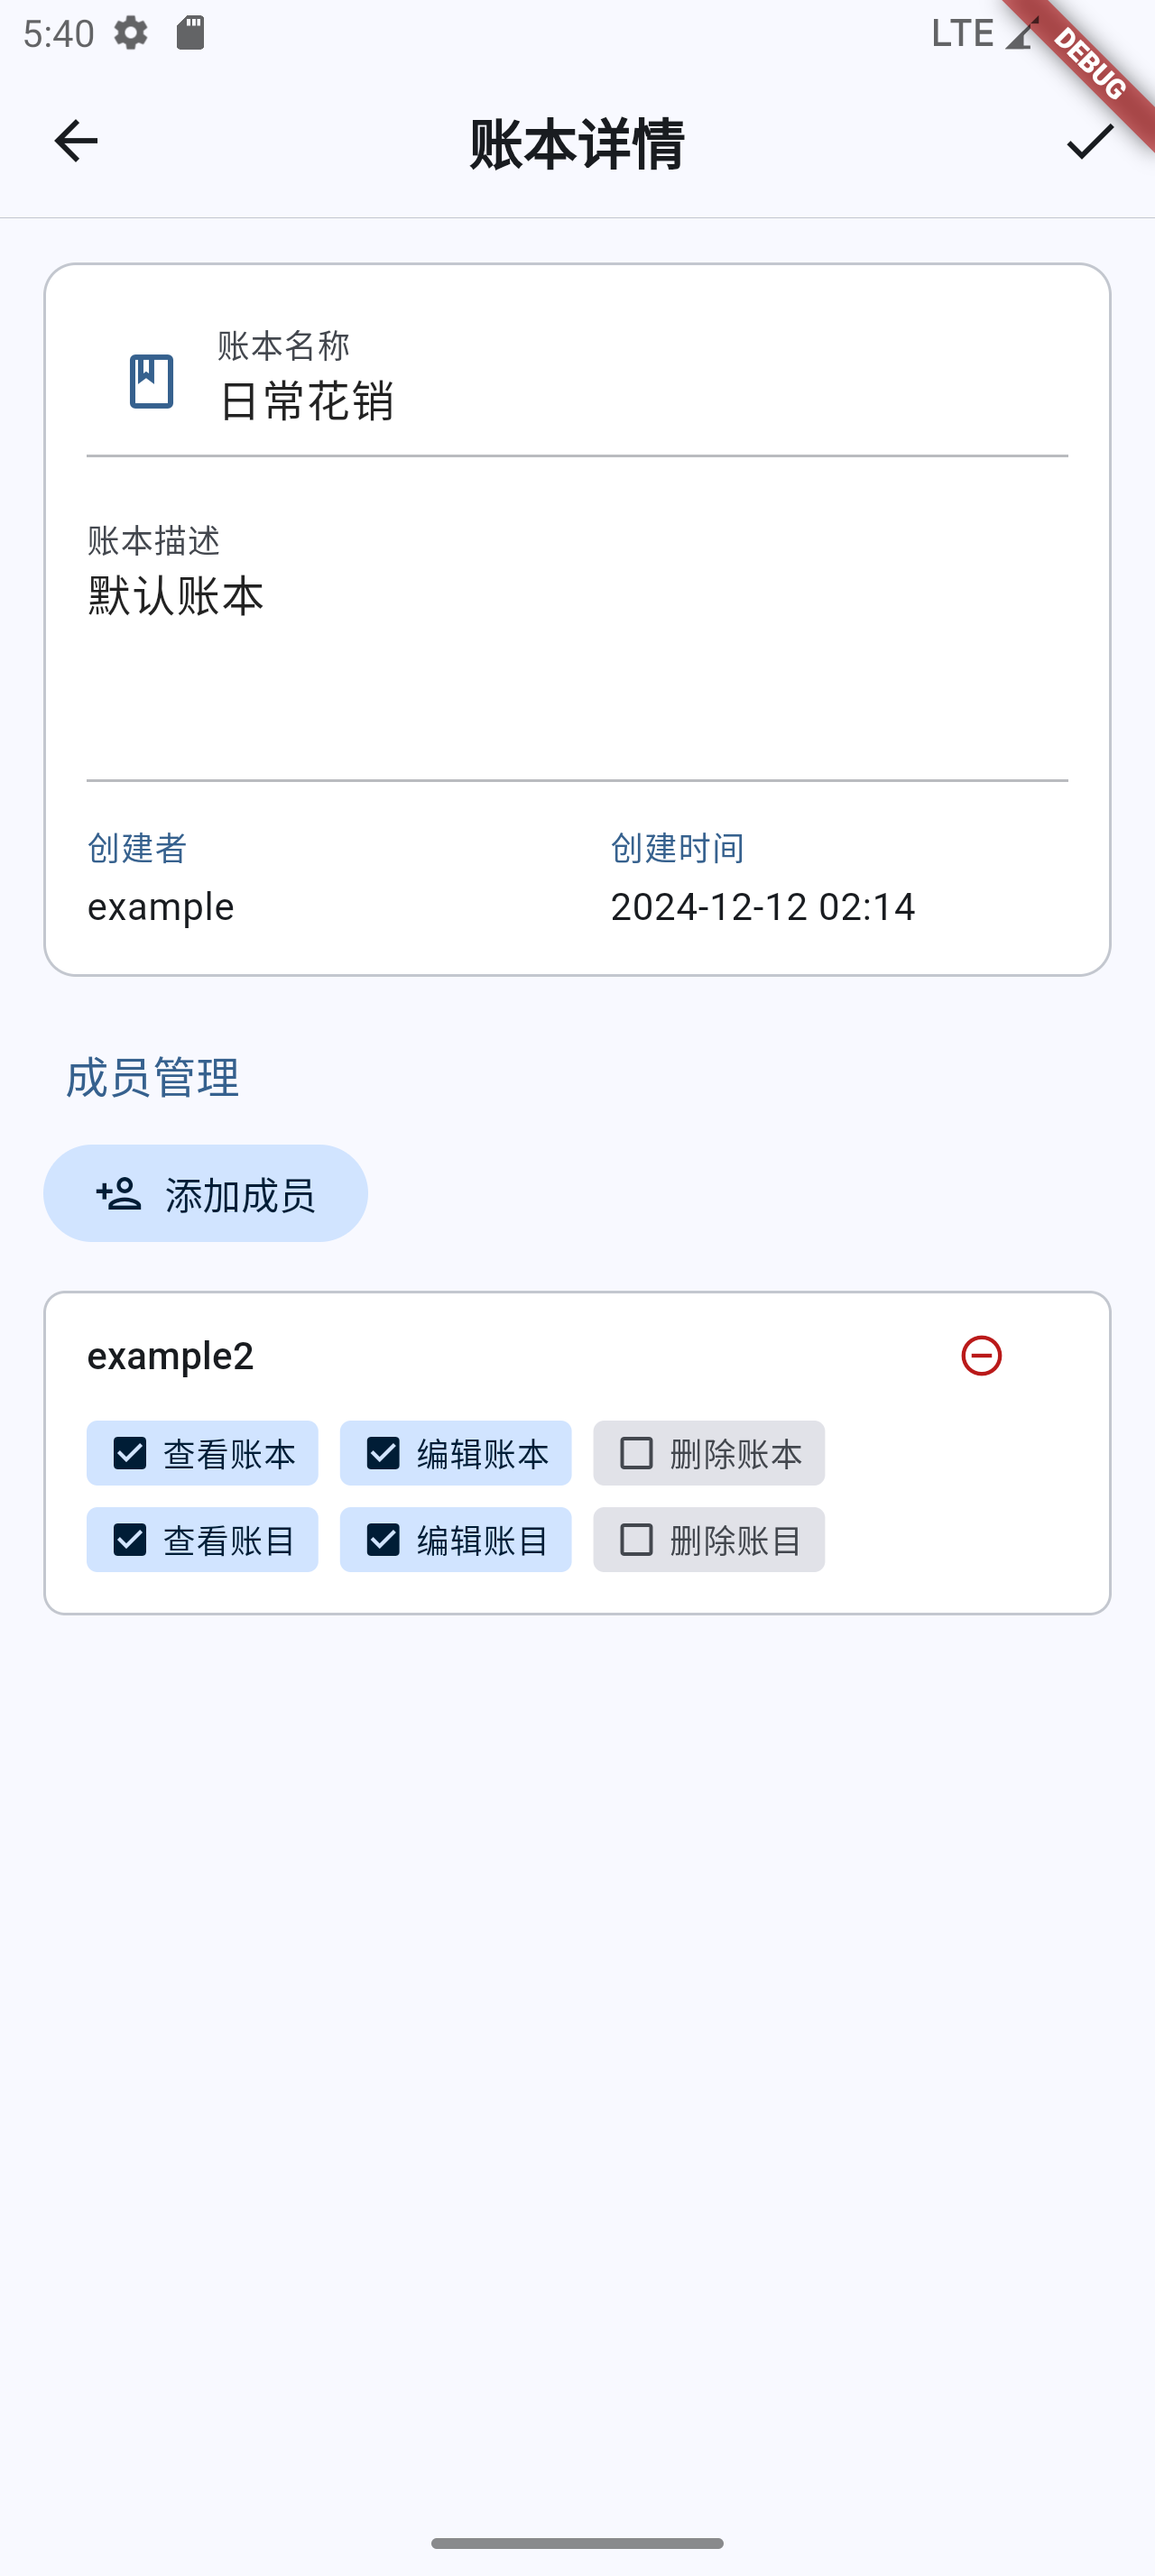 5:40
LTE
DEBUG
账本详情
账本名称
日常花销
账本描述
默认账本
创建者
创建时间
example
2024-12-12 02:14
成员管理
添加成员
example2
查看账本 编辑账本 删除账本
查看账目 编辑账目 删除账目